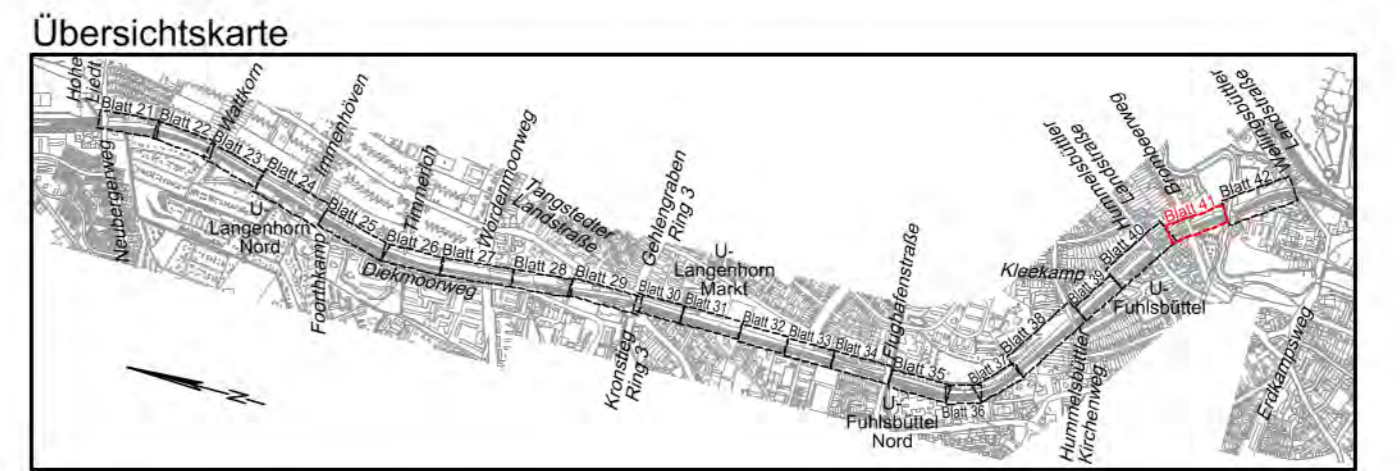 Übersichtskarte
Hohe
Liedt
Blatt 21
Blatt 22
Wattkorn
Blatt 23
Blatt 24
Immenhöven
Neubergerweg
U-
Langenhorn
Nord
Foorthkamp
Blatt 25
Timmerloh
Blatt 26
Diekmoorweg
Blatt 27
Wördenmoorweg
Tangstedter
Landstraße
Blatt 28
Blatt 29
Gehlengraben
Ring 3
Kronstieg
Ring 3
Blatt 30
Blatt 31
U-
Langenhorn
Markt
Blatt 32
Blatt 33
Blatt 34
Flughafenstraße
Blatt 35
U-
Fuhlsbüttel
Nord
Blatt 36
Blatt 37
Blatt 38
Hummelsbüttler
Kirchenweg
Kleekamp
Blatt 39
U-
Fuhlsbüttel
Blatt 40
Hummelsbüttler
Landstraße
Brombeerweg
Blatt 41
Blatt 42
Wellingsbüttler
Landstraße
Erdkampsweg
N